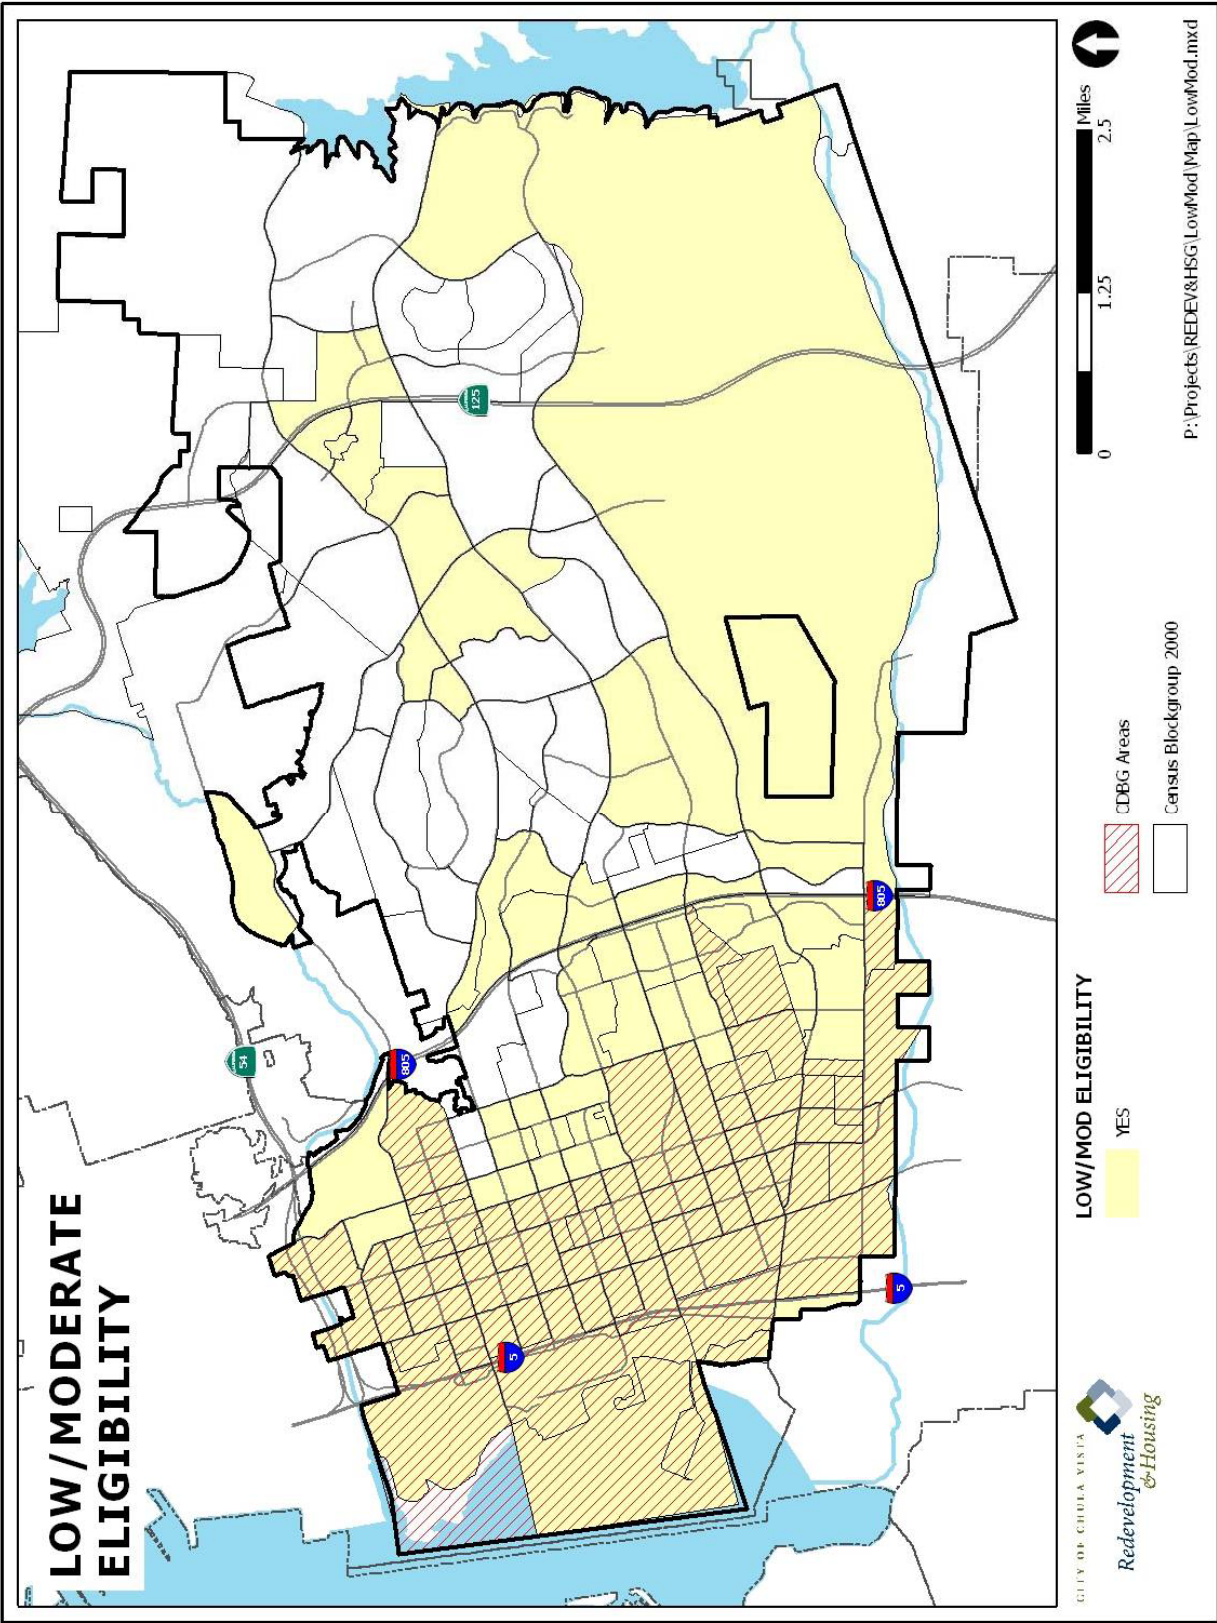 LOW/MODERATE
ELIGIBILITY
54
805
125
5
805
5
CITY OF CHULA VISTA
Redevelopment
& Housing
LOW/MOD ELIGIBILITY
YES
CDBG Areas
Census Blockgroup 2000
0 1.25 2.5 Miles
P:\Projects\REDEV&HSG\LowMod\Map\LowMod.mxd